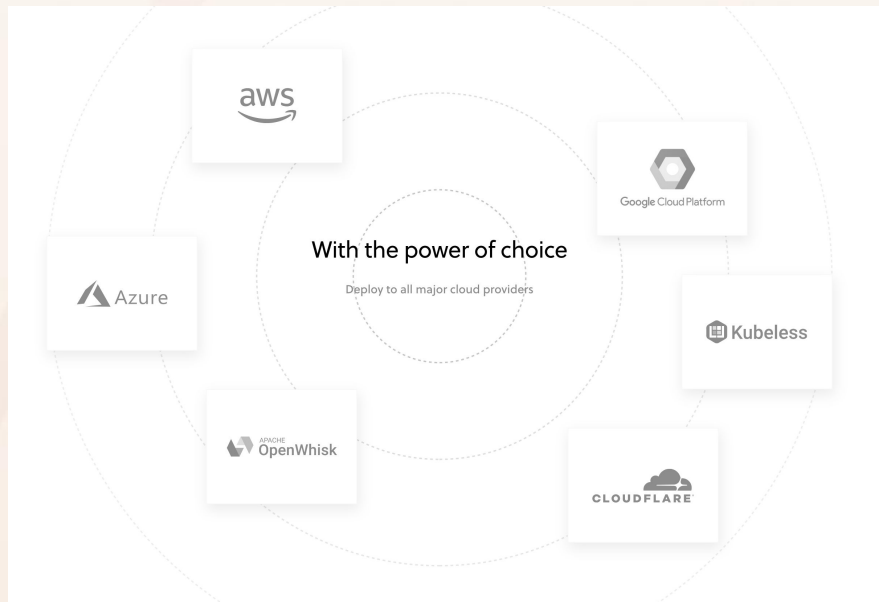 aws
Google Cloud Platform
With the power of choice
Deploy to all major cloud providers
Azure
Kubeless
APACHE
OpenWhisk
CLOUDFLARE